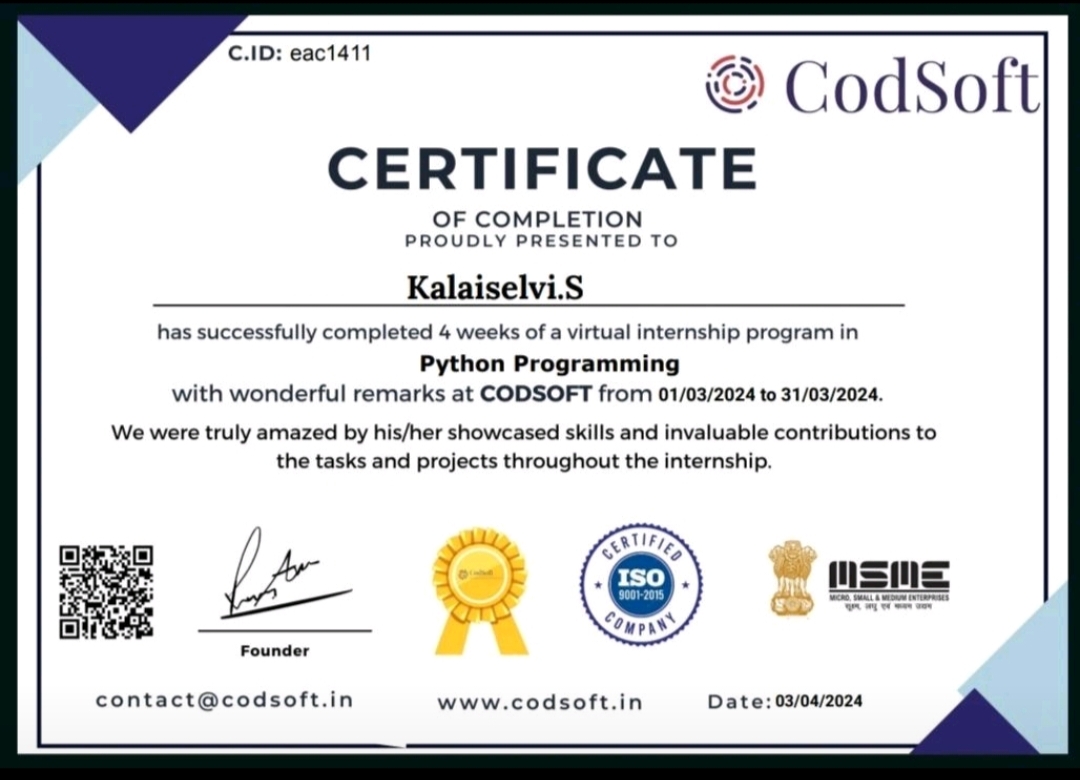 C.ID: eac1411
CodSoft
CERTIFICATE
OF COMPLETION
PROUDLY PRESENTED TO
Kalaiselvi.S
has successfully completed 4 weeks of a virtual internship program in
Python Programming
with wonderful remarks at CODSOFT from 01/03/2024 to 31/03/2024.
We were truly amazed by his/her showcased skills and invaluable contributions to
the tasks and projects throughout the internship.
CodSoft
CERTIFIED
ISO
9001-2015
COMPANY
MSME
MICRO, SMALL & MEDIUM ENTERPRISES
सूक्ष्म, लघु एवं मध्यम उद्यम
Founder
contact@codsoft.in
www.codsoft.in
Date: 03/04/2024